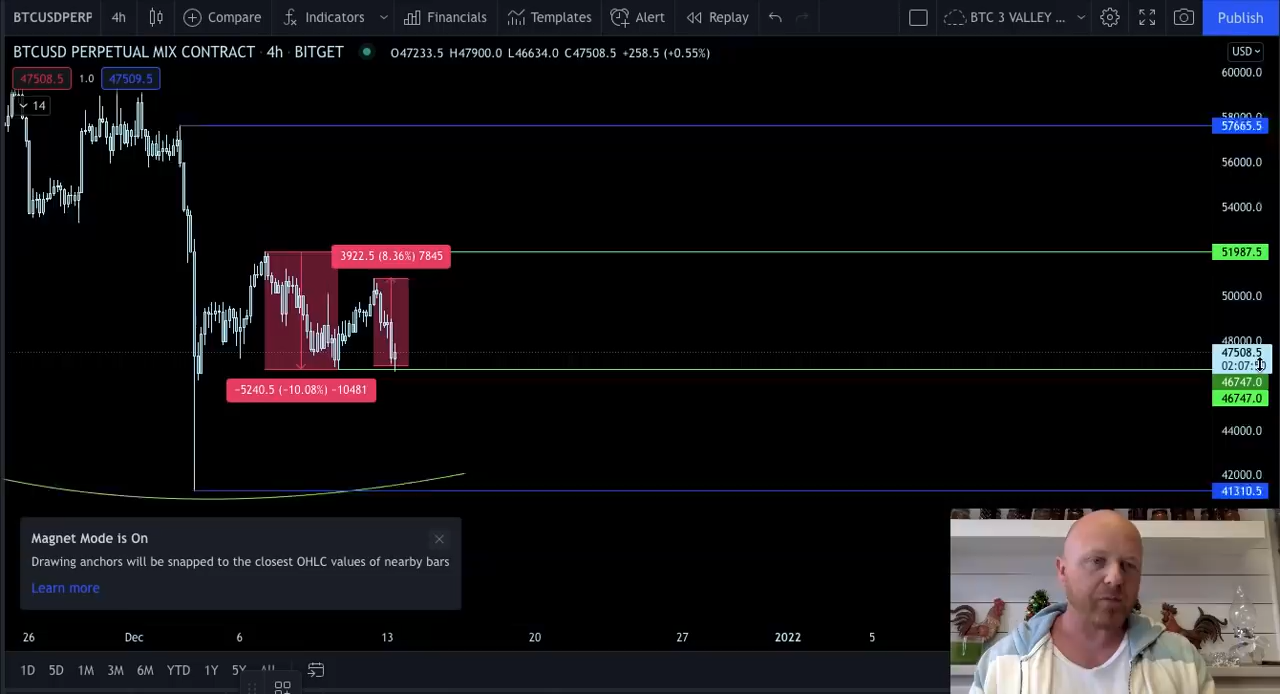 BTCUSDPERP 4h Compare Indicators Financials Templates Alert Replay BTC 3 VALLEY ... Publish
BTCUSD PERPETUAL MIX CONTRACT · 4h · BITGET O47233.5 H47900.0 L46634.0 C47508.5 +258.5 (+0.55%) USD
47508.5 1.0 47509.5
14
60000.0
57665.5
56000.0
54000.0
3922.5 (8.36%) 7845
51987.5
50000.0
48000.0
47508.5
46747.0
−5240.5 (−10.08%) −10481
46747.0
44000.0
42000.0
41310.5
Magnet Mode is On
Drawing anchors will be snapped to the closest OHLC values of nearby bars
Learn more
26 Dec 6 13 20 27 2022 5
1D 5D 1M 3M 6M YTD 1Y 5Y All